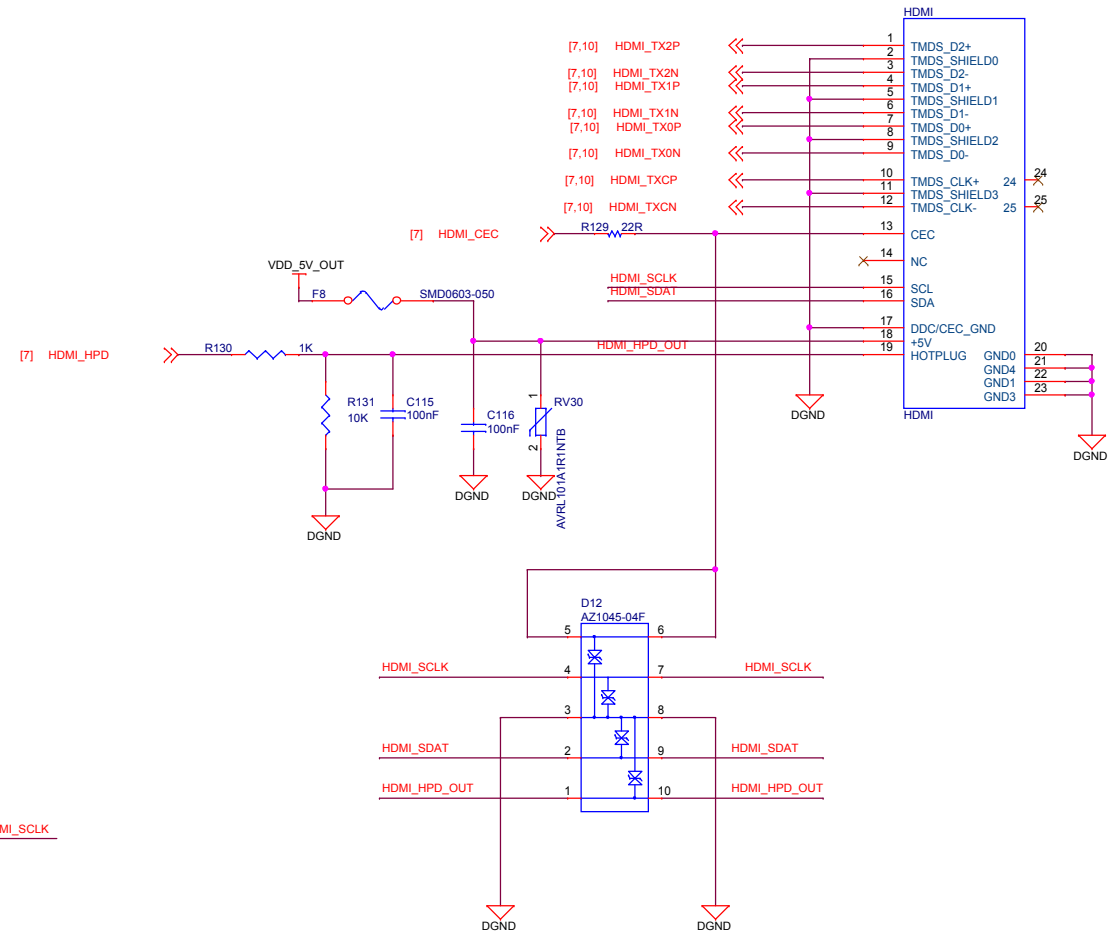 HDMI
[7,10] HDMI_TX2P 1 TMDS_D2+
2 TMDS_SHIELD0
[7,10] HDMI_TX2N 3 TMDS_D2-
[7,10] HDMI_TX1P 4 TMDS_D1+
5 TMDS_SHIELD1
[7,10] HDMI_TX1N 6 TMDS_D1-
[7,10] HDMI_TX0P 7 TMDS_D0+
8 TMDS_SHIELD2
[7,10] HDMI_TX0N 9 TMDS_D0-
[7,10] HDMI_TXCP 10 TMDS_CLK+ 24 24
11 TMDS_SHIELD3
[7,10] HDMI_TXCN 12 TMDS_CLK- 25 25
[7] HDMI_CEC R129 22R 13 CEC
14 NC
VDD_5V_OUT
HDMI_SCLK 15 SCL
F8 SMD0603-050 HDMI_SDAT 16 SDA
17 DDC/CEC_GND
18 +5V
[7] HDMI_HPD R130 1K HDMI_HPD_OUT 19 HOTPLUG GND0 20
GND4 21
GND1 22
GND3 23
R131 C115 C116 RV30 1 HDMI
10K 100nF 100nF 2 DGND
AVRL101A1R1NTB
DGND
DGND DGND
DGND
D12
AZ1045-04F
5 6
HDMI_SCLK 4 7 HDMI_SCLK
3 8
HDMI_SDAT 2 9 HDMI_SDAT
HDMI_HPD_OUT 1 10 HDMI_HPD_OUT
MI_SCLK
DGND DGND